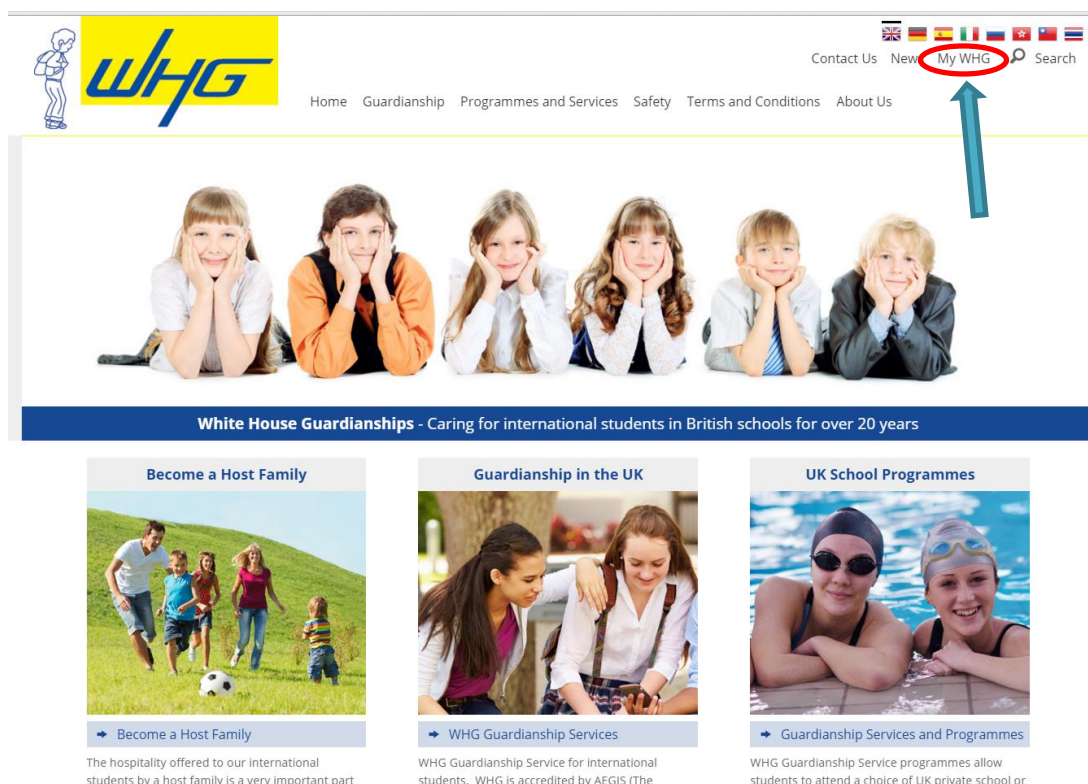 WHG
Contact Us New My WHG Search
Home Guardianship Programmes and Services Safety Terms and Conditions About Us
White House Guardianships - Caring for international students in British schools for over 20 years
Become a Host Family
Guardianship in the UK
UK School Programmes
Become a Host Family
WHG Guardianship Services
Guardianship Services and Programmes
The hospitality offered to our international
students by a host family is a very important part
WHG Guardianship Service for international
students. WHG is accredited by AEGIS (The
WHG Guardianship Service programmes allow
students to attend a choice of UK private school or